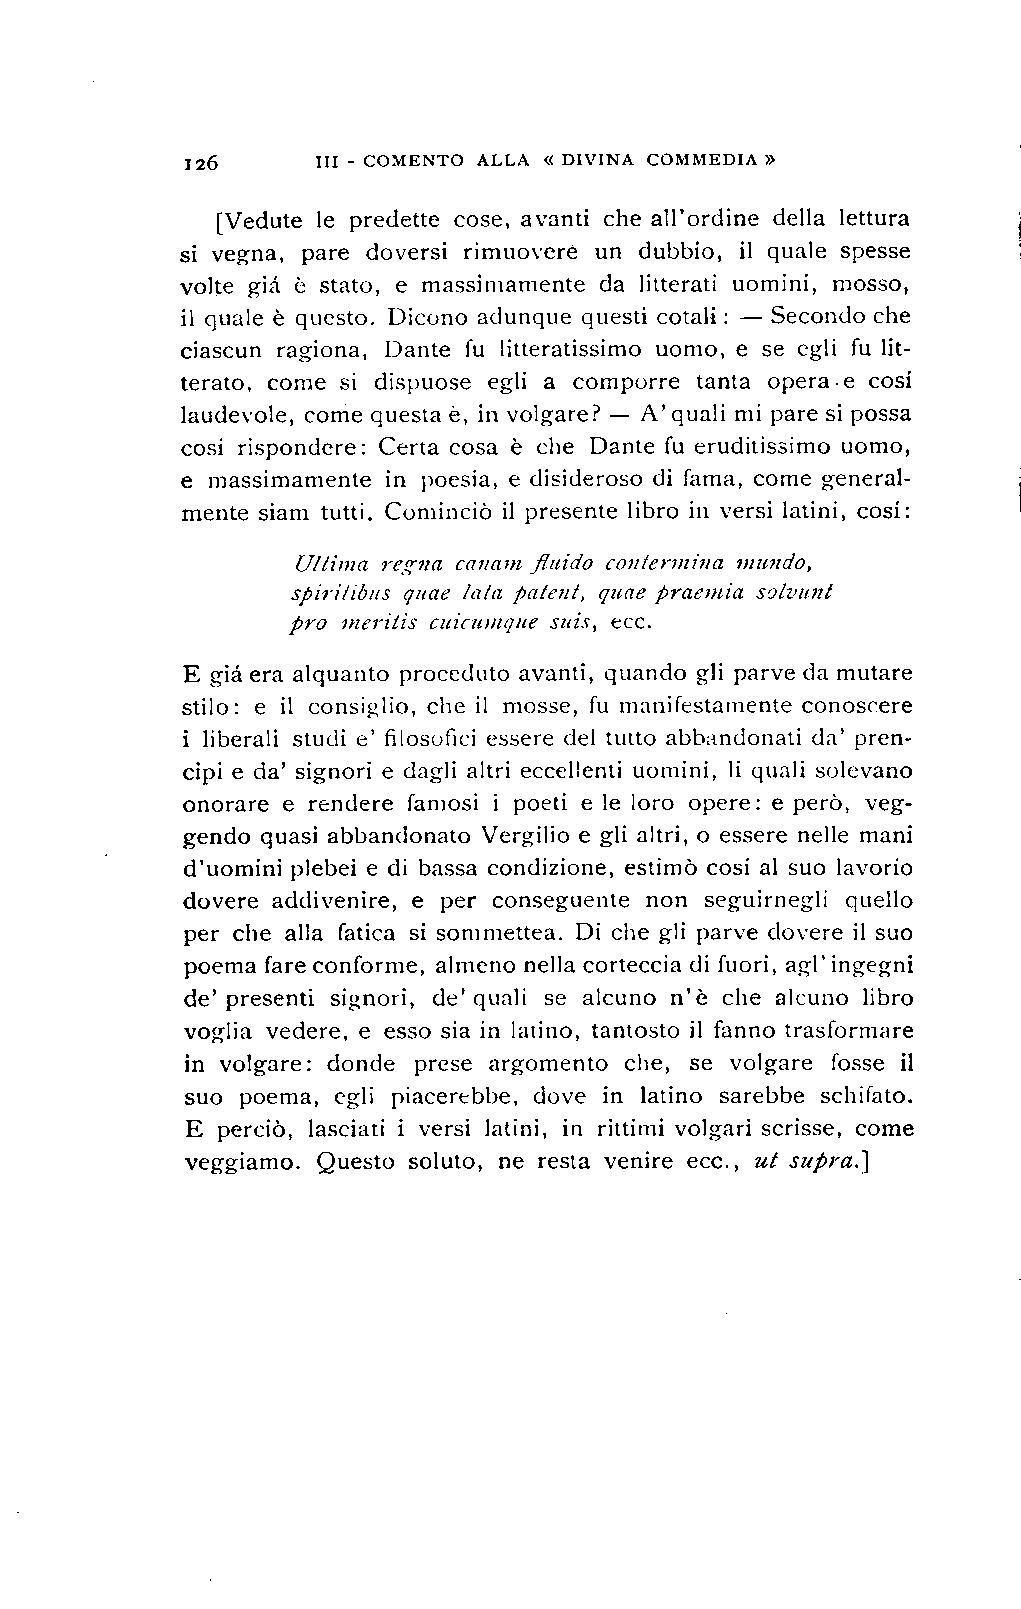 126 III - COMENTO ALLA « DIVINA COMMEDIA »
[Vedute le predette cose, avanti che all'ordine della lettura
si vegna, pare doversi rimuovere un dubbio, il quale spesse
volte giá è stato, e massimamente da litterati uomini, mosso,
il quale è questo. Dicono adunque questi cotali: — Secondo che
ciascun ragiona, Dante fu litteratissimo uomo, e se egli fu lit-
terato, come si dispuose egli a comporre tanta opera e cosí
laudevole, come questa è, in volgare? — A' quali mi pare si possa
cosí rispondere: Certa cosa è che Dante fu eruditissimo uomo,
e massimamente in poesia, e disideroso di fama, come general-
mente siam tutti. Cominciò il presente libro in versi latini, cosí:
Ultima regna canam fluido contermina mundo,
spiritibus quae lata patent, quae praemia solvunt
pro meritis cuicumque suis, ecc.
E giá era alquanto proceduto avanti, quando gli parve da mutare
stilo: e il consiglio, che il mosse, fu manifestamente conoscere
i liberali studi e' filosofici essere del tutto abbandonati da' pren-
cipi e da' signori e dagli altri eccellenti uomini, li quali solevano
onorare e rendere famosi i poeti e le loro opere: e però, veg-
gendo quasi abbandonato Vergilio e gli altri, o essere nelle mani
d'uomini plebei e di bassa condizione, estimò cosí al suo lavorío
dovere addivenire, e per conseguente non seguirnegli quello
per che alla fatica si sommettea. Di che gli parve dovere il suo
poema fare conforme, almeno nella corteccia di fuori, agl'ingegni
de' presenti signori, de' quali se alcuno n'è che alcuno libro
voglia vedere, e esso sia in latino, tantosto il fanno trasformare
in volgare: donde prese argomento che, se volgare fosse il
suo poema, egli piacerebbe, dove in latino sarebbe schifato.
E perciò, lasciati i versi latini, in rittimi volgari scrisse, come
veggiamo. Questo soluto, ne resta venire ecc., ut supra.]